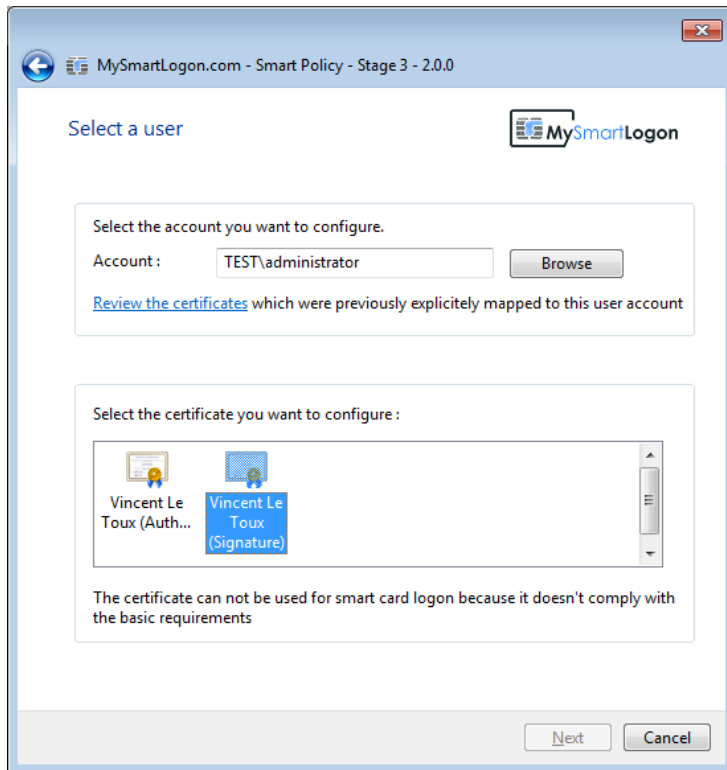 MySmartLogon.com - Smart Policy - Stage 3 - 2.0.0
Select a user
MySmartLogon
Select the account you want to configure.
Account :
TEST\administrator
Browse
Review the certificates which were previously explicitely mapped to this user account
Select the certificate you want to configure :
Vincent Le
Toux (Auth...
Vincent Le
Toux
(Signature)
The certificate can not be used for smart card logon because it doesn't comply with
the basic requirements
Next
Cancel